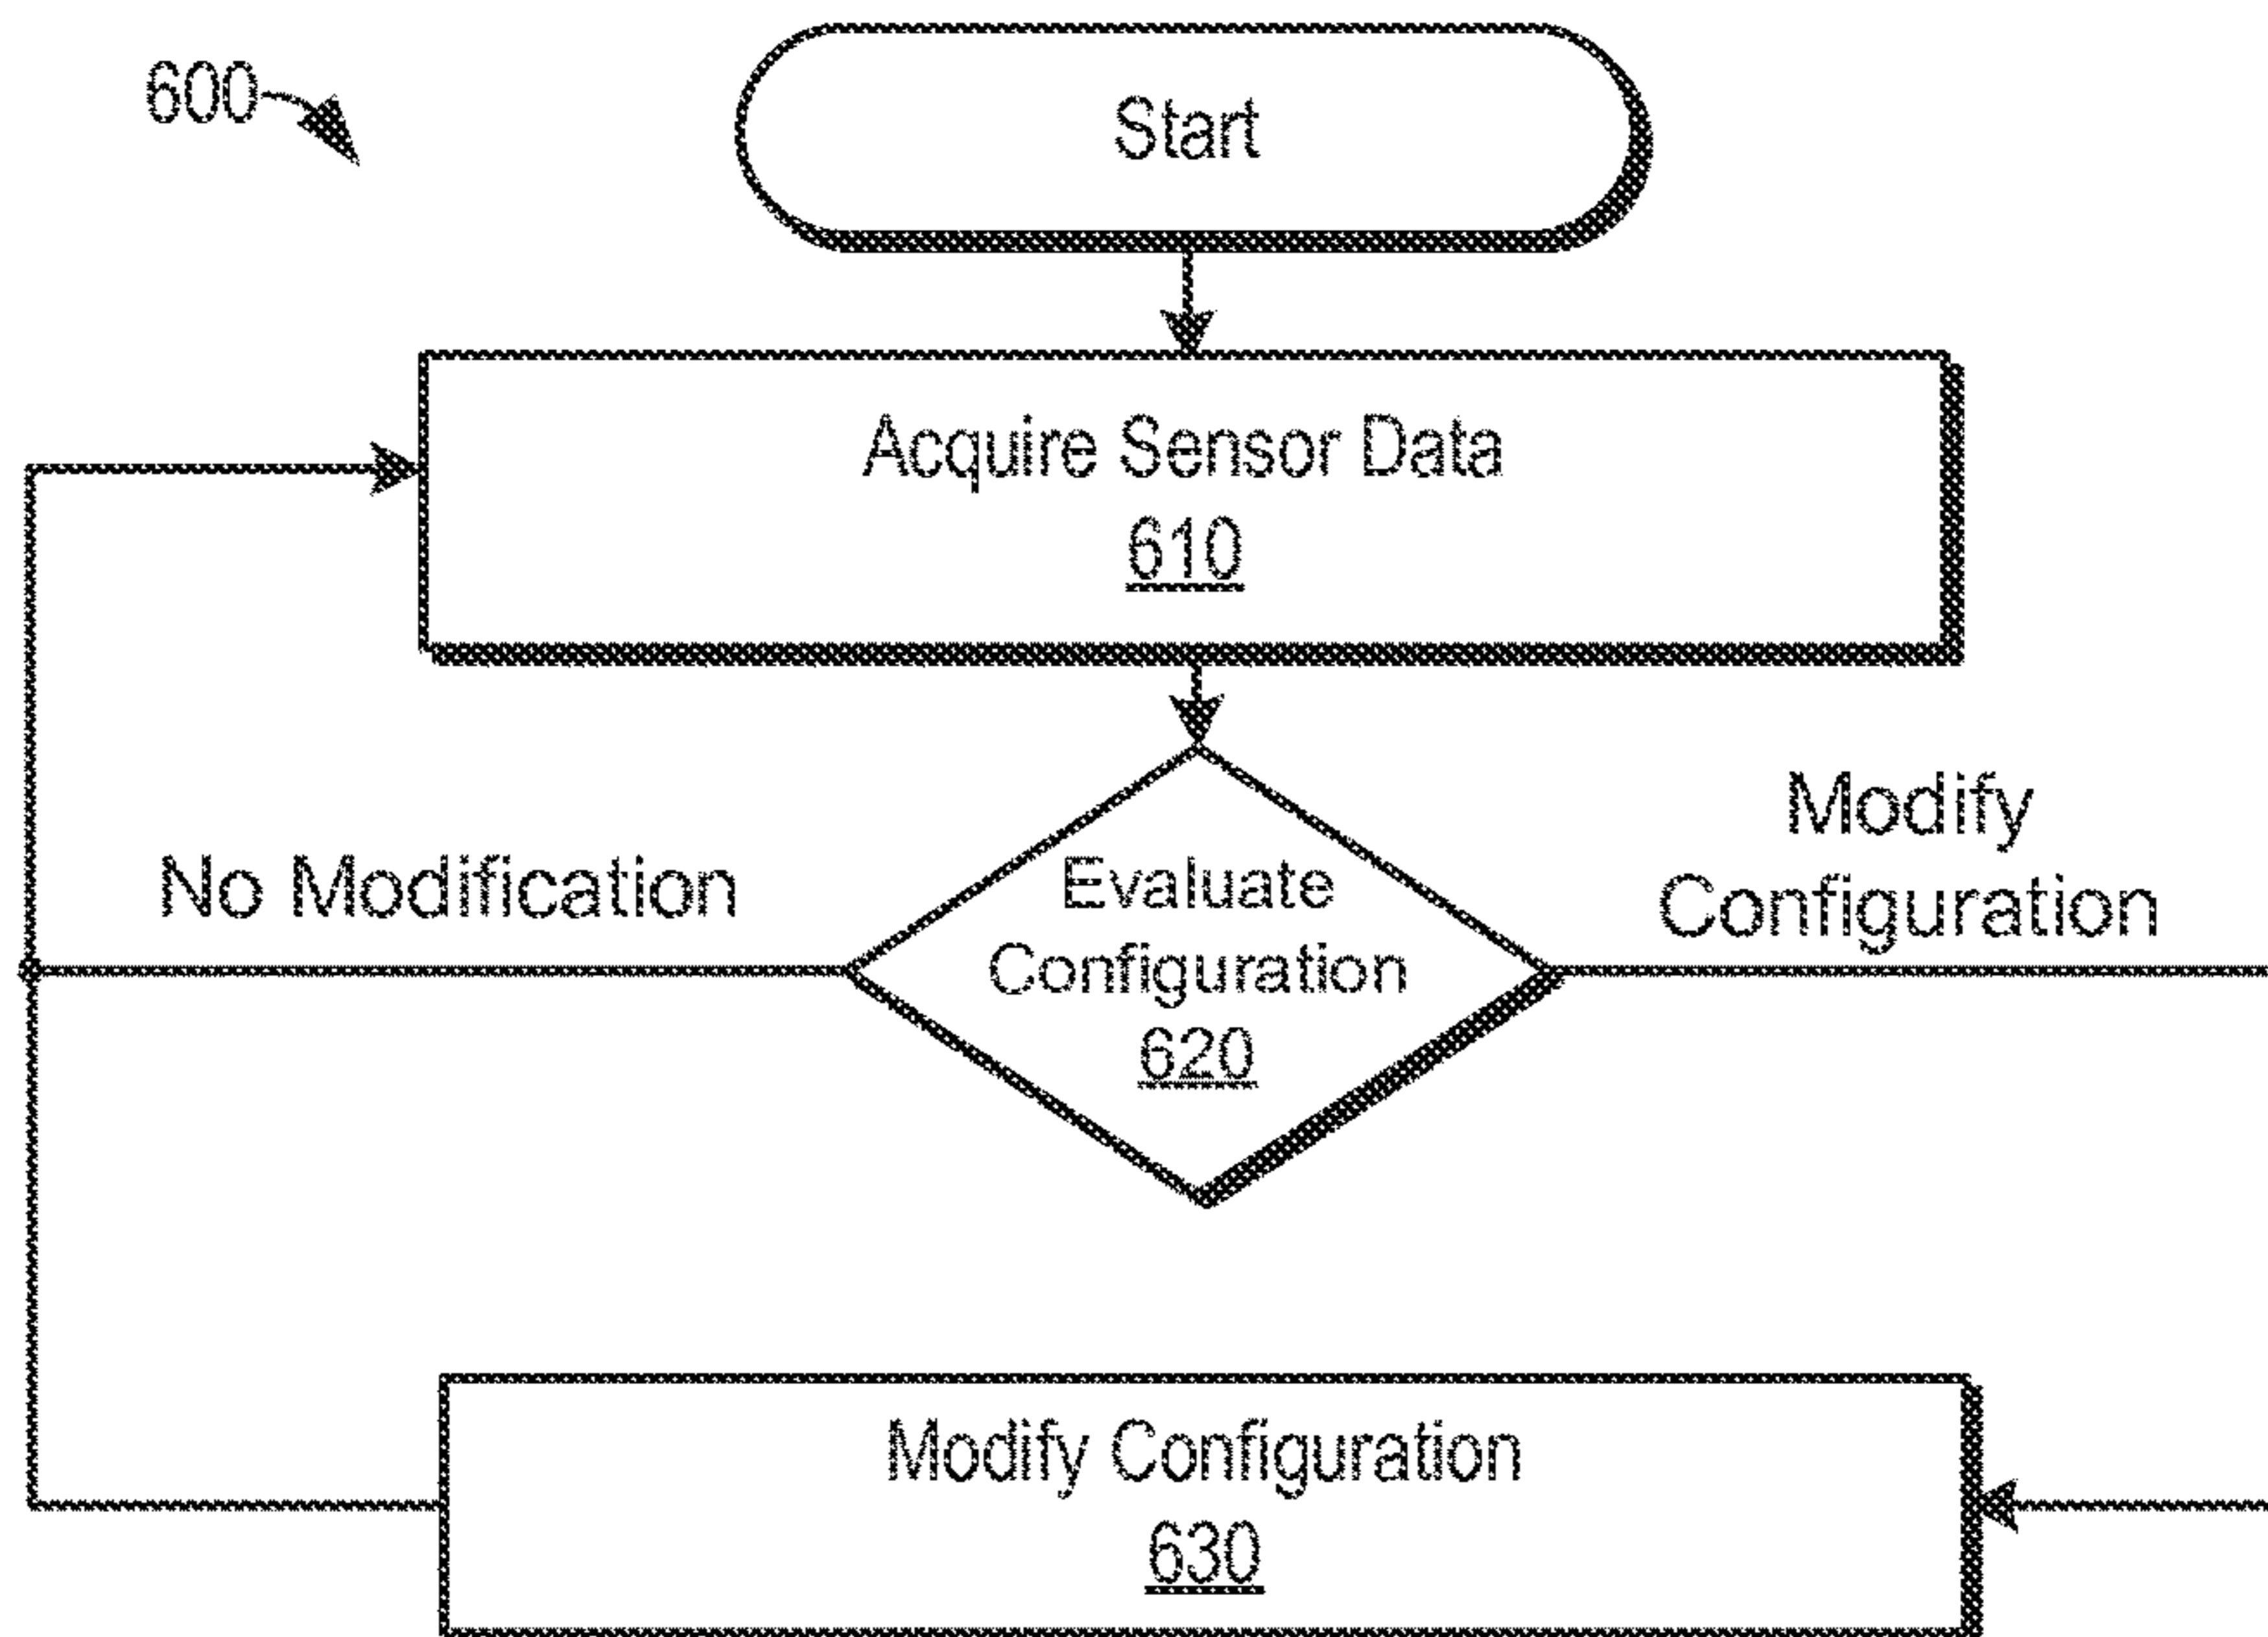 600
Start
Acquire Sensor Data
610
No Modification
Evaluate
Configuration
620
Modify
Configuration
Modify Configuration
630